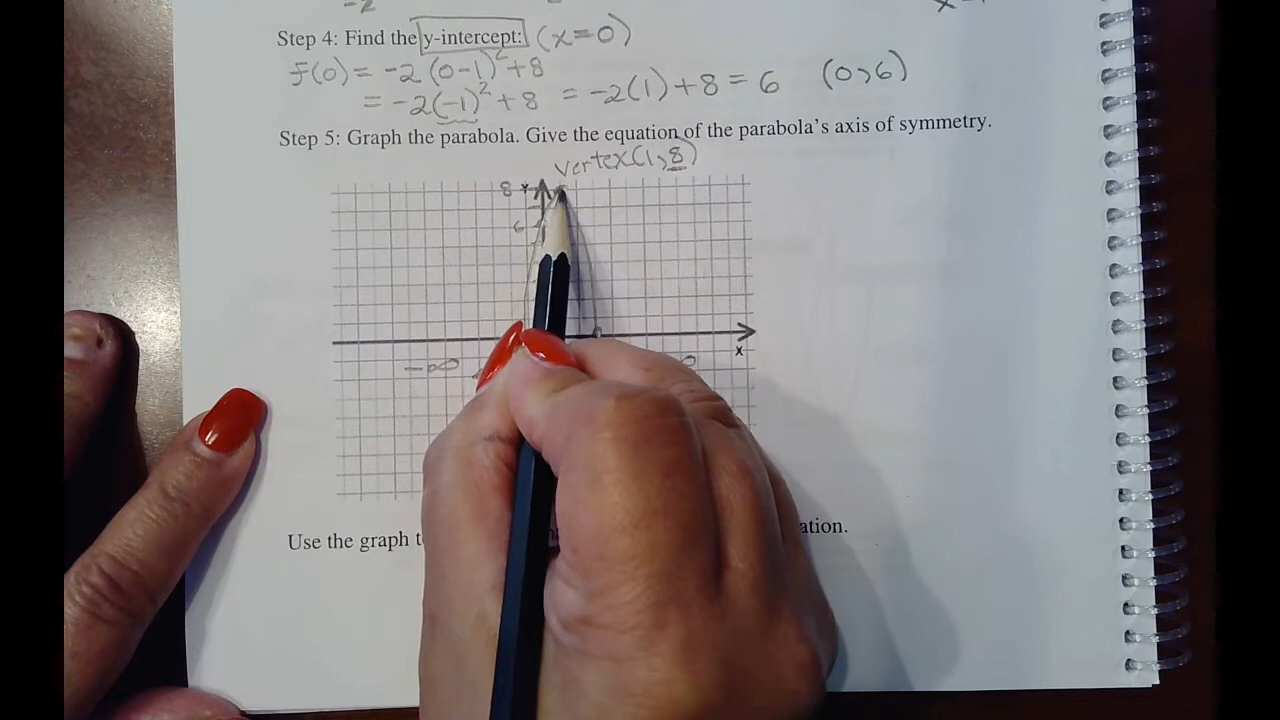 -2
Step 4: Find the y-intercept: (x=0)
f(0) = -2(0-1)²+8
= -2(-1)²+8 = -2(1)+8 = 6 (0,6)
Step 5: Graph the parabola. Give the equation of the parabola's axis of symmetry.
vertex(1,8)
8 Y
6
x
-∞
Use the graph
ation.